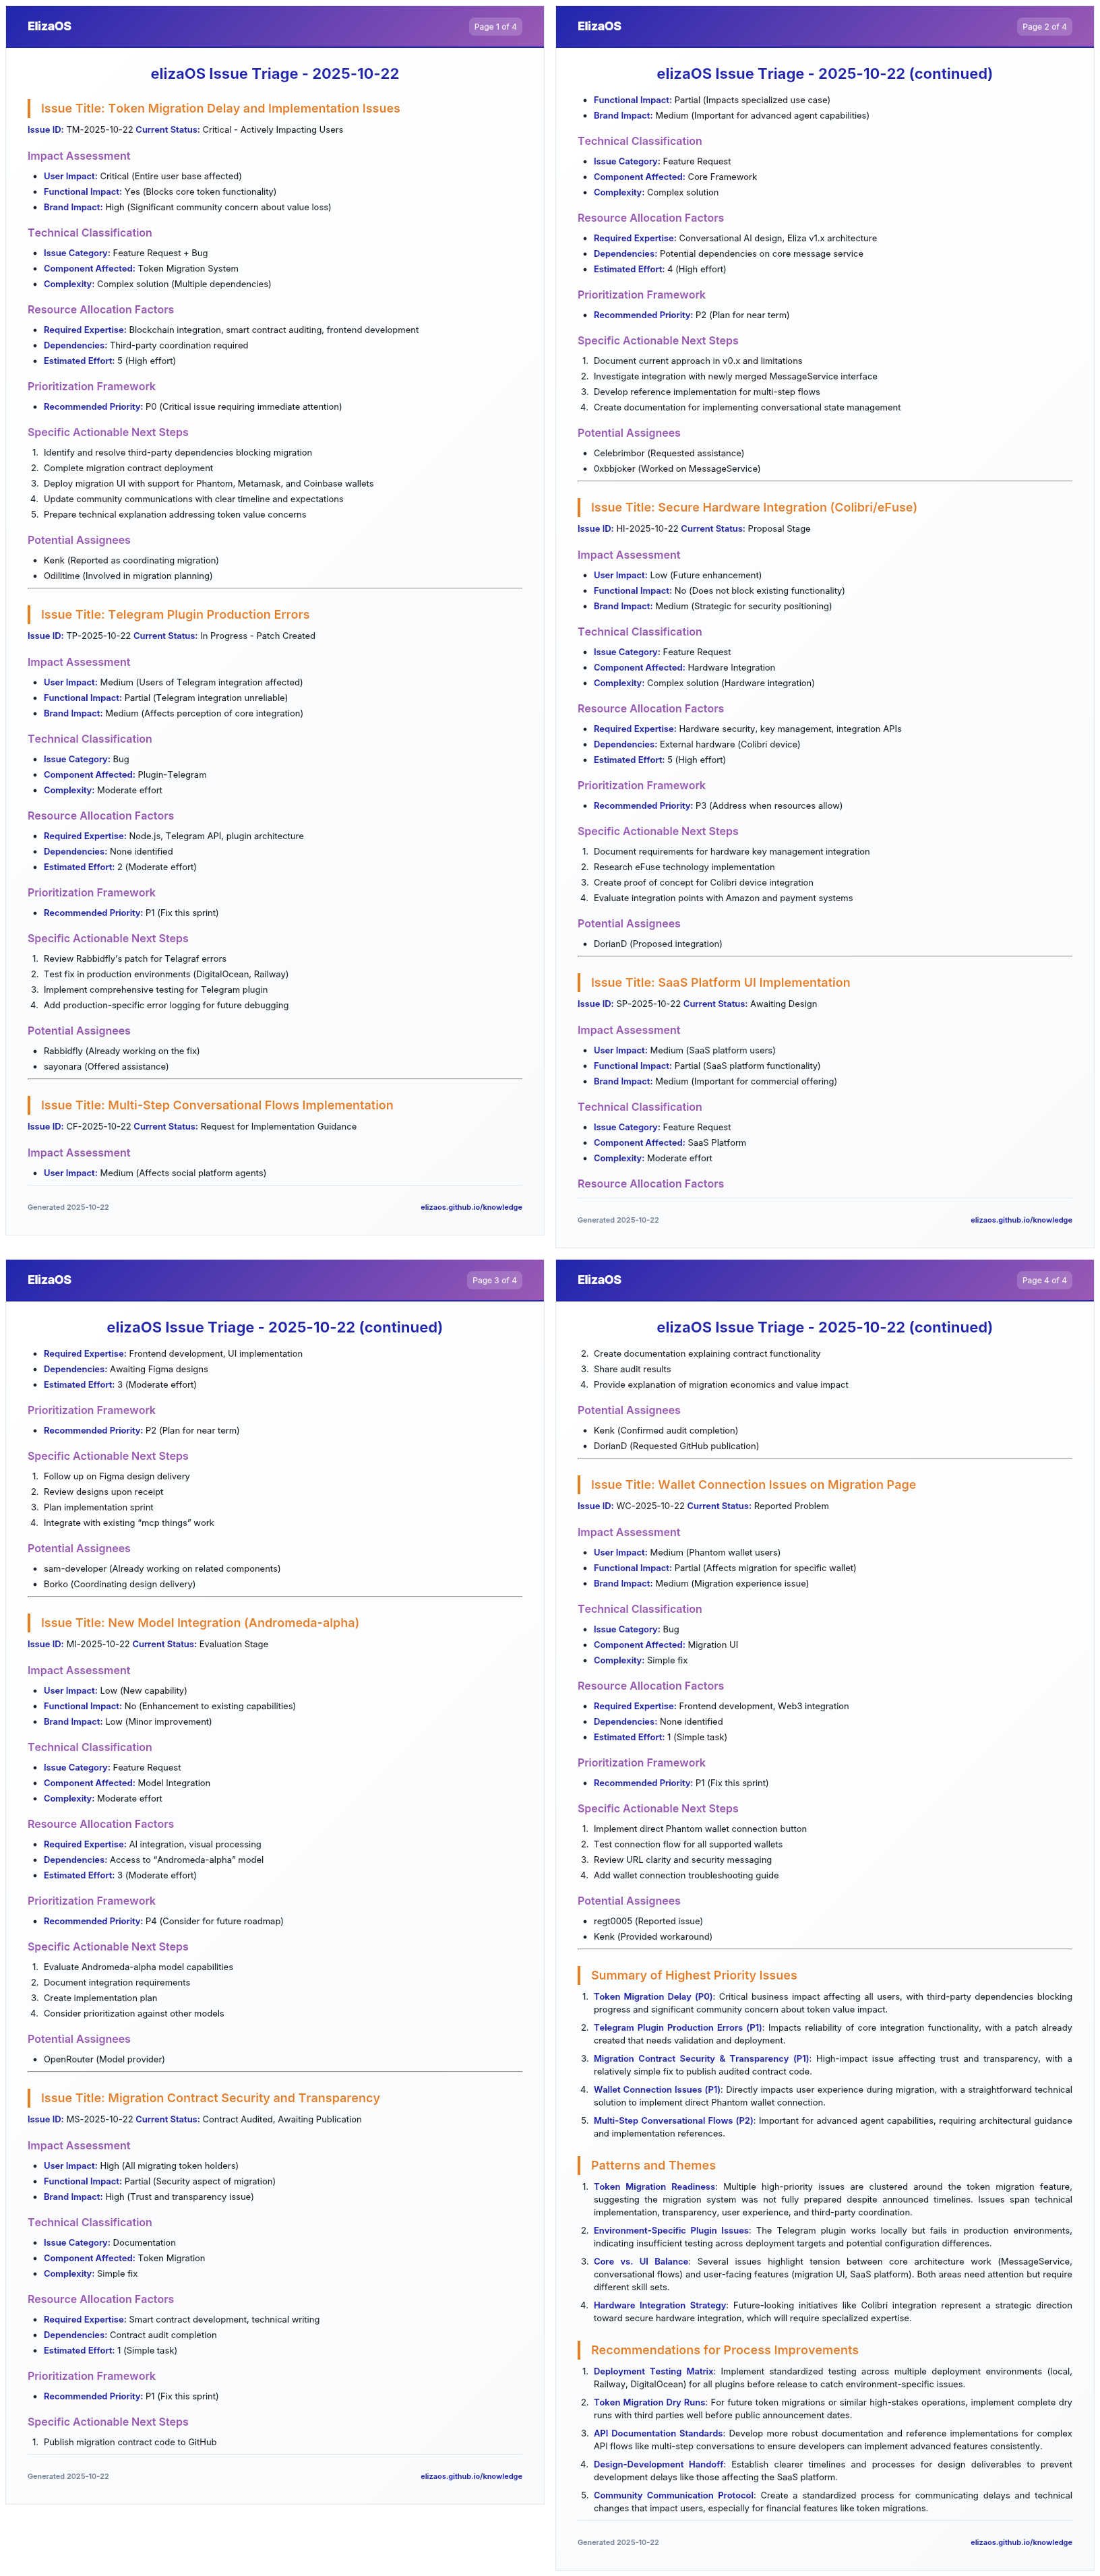 ElizaOS
Page 1 of 4
elizaOS Issue Triage - 2025-10-22
Issue Title: Token Migration Delay and Implementation Issues
Issue ID: TM-2025-10-22 Current Status: Critical - Actively Impacting Users
Impact Assessment
• User Impact: Critical (Entire user base affected)
• Functional Impact: Yes (Blocks core token functionality)
• Brand Impact: High (Significant community concern about value loss)
Technical Classification
• Issue Category: Feature Request + Bug
• Component Affected: Token Migration System
• Complexity: Complex solution (Multiple dependencies)
Resource Allocation Factors
• Required Expertise: Blockchain integration, smart contract auditing, frontend development
• Dependencies: Third-party coordination required
• Estimated Effort: 5 (High effort)
Prioritization Framework
• Recommended Priority: P0 (Critical issue requiring immediate attention)
Specific Actionable Next Steps
1. Identify and resolve third-party dependencies blocking migration
2. Complete migration contract deployment
3. Deploy migration UI with support for Phantom, Metamask, and Coinbase wallets
4. Update community communications with clear timeline and expectations
5. Prepare technical explanation addressing token value concerns
Potential Assignees
• Kenk (Reported as coordinating migration)
• Odilitime (Involved in migration planning)
Issue Title: Telegram Plugin Production Errors
Issue ID: TP-2025-10-22 Current Status: In Progress - Patch Created
Impact Assessment
• User Impact: Medium (Users of Telegram integration affected)
• Functional Impact: Partial (Telegram integration unreliable)
• Brand Impact: Medium (Affects perception of core integration)
Technical Classification
• Issue Category: Bug
• Component Affected: Plugin-Telegram
• Complexity: Moderate effort
Resource Allocation Factors
• Required Expertise: Node.js, Telegram API, plugin architecture
• Dependencies: None identified
• Estimated Effort: 2 (Moderate effort)
Prioritization Framework
• Recommended Priority: P1 (Fix this sprint)
Specific Actionable Next Steps
1. Review Rabbidfly's patch for Telagraf errors
2. Test fix in production environments (DigitalOcean, Railway)
3. Implement comprehensive testing for Telegram plugin
4. Add production-specific error logging for future debugging
Potential Assignees
• Rabbidfly (Already working on the fix)
• sayonara (Offered assistance)
Issue Title: Multi-Step Conversational Flows Implementation
Issue ID: CF-2025-10-22 Current Status: Request for Implementation Guidance
Impact Assessment
• User Impact: Medium (Affects social platform agents)
Generated 2025-10-22
elizaos.github.io/knowledge
ElizaOS
Page 2 of 4
elizaOS Issue Triage - 2025-10-22 (continued)
• Functional Impact: Partial (Impacts specialized use case)
• Brand Impact: Medium (Important for advanced agent capabilities)
Technical Classification
• Issue Category: Feature Request
• Component Affected: Core Framework
• Complexity: Complex solution
Resource Allocation Factors
• Required Expertise: Conversational AI design, Eliza v1.x architecture
• Dependencies: Potential dependencies on core message service
• Estimated Effort: 4 (High effort)
Prioritization Framework
• Recommended Priority: P2 (Plan for near term)
Specific Actionable Next Steps
1. Document current approach in v0.x and limitations
2. Investigate integration with newly merged MessageService interface
3. Develop reference implementation for multi-step flows
4. Create documentation for implementing conversational state management
Potential Assignees
• Celebrimbor (Requested assistance)
• 0xbbjoker (Worked on MessageService)
Issue Title: Secure Hardware Integration (Colibri/eFuse)
Issue ID: HI-2025-10-22 Current Status: Proposal Stage
Impact Assessment
• User Impact: Low (Future enhancement)
• Functional Impact: No (Does not block existing functionality)
• Brand Impact: Medium (Strategic for security positioning)
Technical Classification
• Issue Category: Feature Request
• Component Affected: Hardware Integration
• Complexity: Complex solution (Hardware integration)
Resource Allocation Factors
• Required Expertise: Hardware security, key management, integration APIs
• Dependencies: External hardware (Colibri device)
• Estimated Effort: 5 (High effort)
Prioritization Framework
• Recommended Priority: P3 (Address when resources allow)
Specific Actionable Next Steps
1. Document requirements for hardware key management integration
2. Research eFuse technology implementation
3. Create proof of concept for Colibri device integration
4. Evaluate integration points with Amazon and payment systems
Potential Assignees
• DorianD (Proposed integration)
Issue Title: SaaS Platform UI Implementation
Issue ID: SP-2025-10-22 Current Status: Awaiting Design
Impact Assessment
• User Impact: Medium (SaaS platform users)
• Functional Impact: Partial (SaaS platform functionality)
• Brand Impact: Medium (Important for commercial offering)
Technical Classification
• Issue Category: Feature Request
• Component Affected: SaaS Platform
• Complexity: Moderate effort
Resource Allocation Factors
Generated 2025-10-22
elizaos.github.io/knowledge
ElizaOS
Page 3 of 4
elizaOS Issue Triage - 2025-10-22 (continued)
• Required Expertise: Frontend development, UI implementation
• Dependencies: Awaiting Figma designs
• Estimated Effort: 3 (Moderate effort)
Prioritization Framework
• Recommended Priority: P2 (Plan for near term)
Specific Actionable Next Steps
1. Follow up on Figma design delivery
2. Review designs upon receipt
3. Plan implementation sprint
4. Integrate with existing “mcp things” work
Potential Assignees
• sam-developer (Already working on related components)
• Borko (Coordinating design delivery)
Issue Title: New Model Integration (Andromeda-alpha)
Issue ID: MI-2025-10-22 Current Status: Evaluation Stage
Impact Assessment
• User Impact: Low (New capability)
• Functional Impact: No (Enhancement to existing capabilities)
• Brand Impact: Low (Minor improvement)
Technical Classification
• Issue Category: Feature Request
• Component Affected: Model Integration
• Complexity: Moderate effort
Resource Allocation Factors
• Required Expertise: AI integration, visual processing
• Dependencies: Access to “Andromeda-alpha” model
• Estimated Effort: 3 (Moderate effort)
Prioritization Framework
• Recommended Priority: P4 (Consider for future roadmap)
Specific Actionable Next Steps
1. Evaluate Andromeda-alpha model capabilities
2. Document integration requirements
3. Create implementation plan
4. Consider prioritization against other models
Potential Assignees
• OpenRouter (Model provider)
Issue Title: Migration Contract Security and Transparency
Issue ID: MS-2025-10-22 Current Status: Contract Audited, Awaiting Publication
Impact Assessment
• User Impact: High (All migrating token holders)
• Functional Impact: Partial (Security aspect of migration)
• Brand Impact: High (Trust and transparency issue)
Technical Classification
• Issue Category: Documentation
• Component Affected: Token Migration
• Complexity: Simple fix
Resource Allocation Factors
• Required Expertise: Smart contract development, technical writing
• Dependencies: Contract audit completion
• Estimated Effort: 1 (Simple task)
Prioritization Framework
• Recommended Priority: P1 (Fix this sprint)
Specific Actionable Next Steps
1. Publish migration contract code to GitHub
Generated 2025-10-22
elizaos.github.io/knowledge
ElizaOS
Page 4 of 4
elizaOS Issue Triage - 2025-10-22 (continued)
2. Create documentation explaining contract functionality
3. Share audit results
4. Provide explanation of migration economics and value impact
Potential Assignees
• Kenk (Confirmed audit completion)
• DorianD (Requested GitHub publication)
Issue Title: Wallet Connection Issues on Migration Page
Issue ID: WC-2025-10-22 Current Status: Reported Problem
Impact Assessment
• User Impact: Medium (Phantom wallet users)
• Functional Impact: Partial (Affects migration for specific wallet)
• Brand Impact: Medium (Migration experience issue)
Technical Classification
• Issue Category: Bug
• Component Affected: Migration UI
• Complexity: Simple fix
Resource Allocation Factors
• Required Expertise: Frontend development, Web3 integration
• Dependencies: None identified
• Estimated Effort: 1 (Simple task)
Prioritization Framework
• Recommended Priority: P1 (Fix this sprint)
Specific Actionable Next Steps
1. Implement direct Phantom wallet connection button
2. Test connection flow for all supported wallets
3. Review URL clarity and security messaging
4. Add wallet connection troubleshooting guide
Potential Assignees
• regt0005 (Reported issue)
• Kenk (Provided workaround)
Summary of Highest Priority Issues
1. Token Migration Delay (P0): Critical business impact affecting all users, with third-party dependencies blocking
progress and significant community concern about token value impact.
2. Telegram Plugin Production Errors (P1): Impacts reliability of core integration functionality, with a patch already
created that needs validation and deployment.
3. Migration Contract Security & Transparency (P1): High-impact issue affecting trust and transparency, with a
relatively simple fix to publish audited contract code.
4. Wallet Connection Issues (P1): Directly impacts user experience during migration, with a straightforward technical
solution to implement direct Phantom wallet connection.
5. Multi-Step Conversational Flows (P2): Important for advanced agent capabilities, requiring architectural guidance
and implementation references.
Patterns and Themes
1. Token Migration Readiness: Multiple high-priority issues are clustered around the token migration feature,
suggesting the migration system was not fully prepared despite announced timelines. Issues span technical
implementation, transparency, user experience, and third-party coordination.
2. Environment-Specific Plugin Issues: The Telegram plugin works locally but fails in production environments,
indicating insufficient testing across deployment targets and potential configuration differences.
3. Core vs. UI Balance: Several issues highlight tension between core architecture work (MessageService,
conversational flows) and user-facing features (migration UI, SaaS platform). Both areas need attention but require
different skill sets.
4. Hardware Integration Strategy: Future-looking initiatives like Colibri integration represent a strategic direction
toward secure hardware integration, which will require specialized expertise.
Recommendations for Process Improvements
1. Deployment Testing Matrix: Implement standardized testing across multiple deployment environments (local,
Railway, DigitalOcean) for all plugins before release to catch environment-specific issues.
2. Token Migration Dry Runs: For future token migrations or similar high-stakes operations, implement complete dry
runs with third parties well before public announcement dates.
3. API Documentation Standards: Develop more robust documentation and reference implementations for complex
API flows like multi-step conversations to ensure developers can implement advanced features consistently.
4. Design-Development Handoff: Establish clearer timelines and processes for design deliverables to prevent
development delays like those affecting the SaaS platform.
5. Community Communication Protocol: Create a standardized process for communicating delays and technical
changes that impact users, especially for financial features like token migrations.
Generated 2025-10-22
elizaos.github.io/knowledge